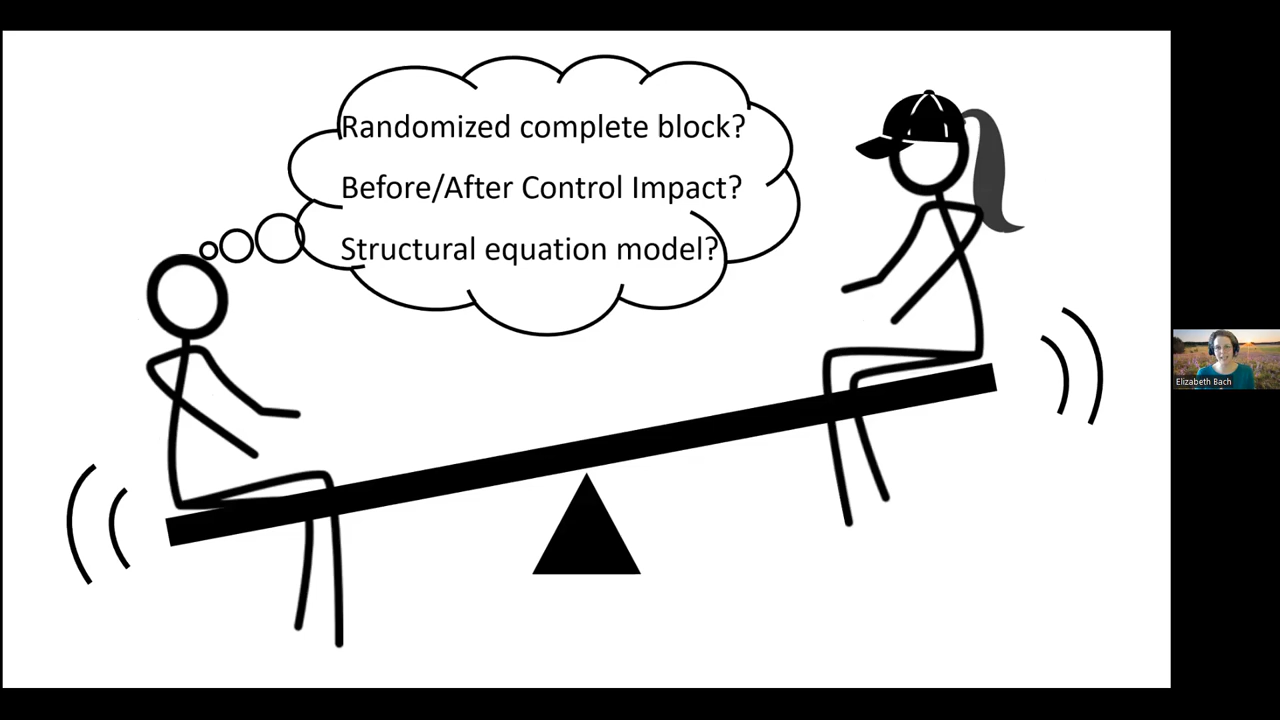 Randomized complete block?
Before/After Control Impact?
Structural equation model?
Elizabeth Bach